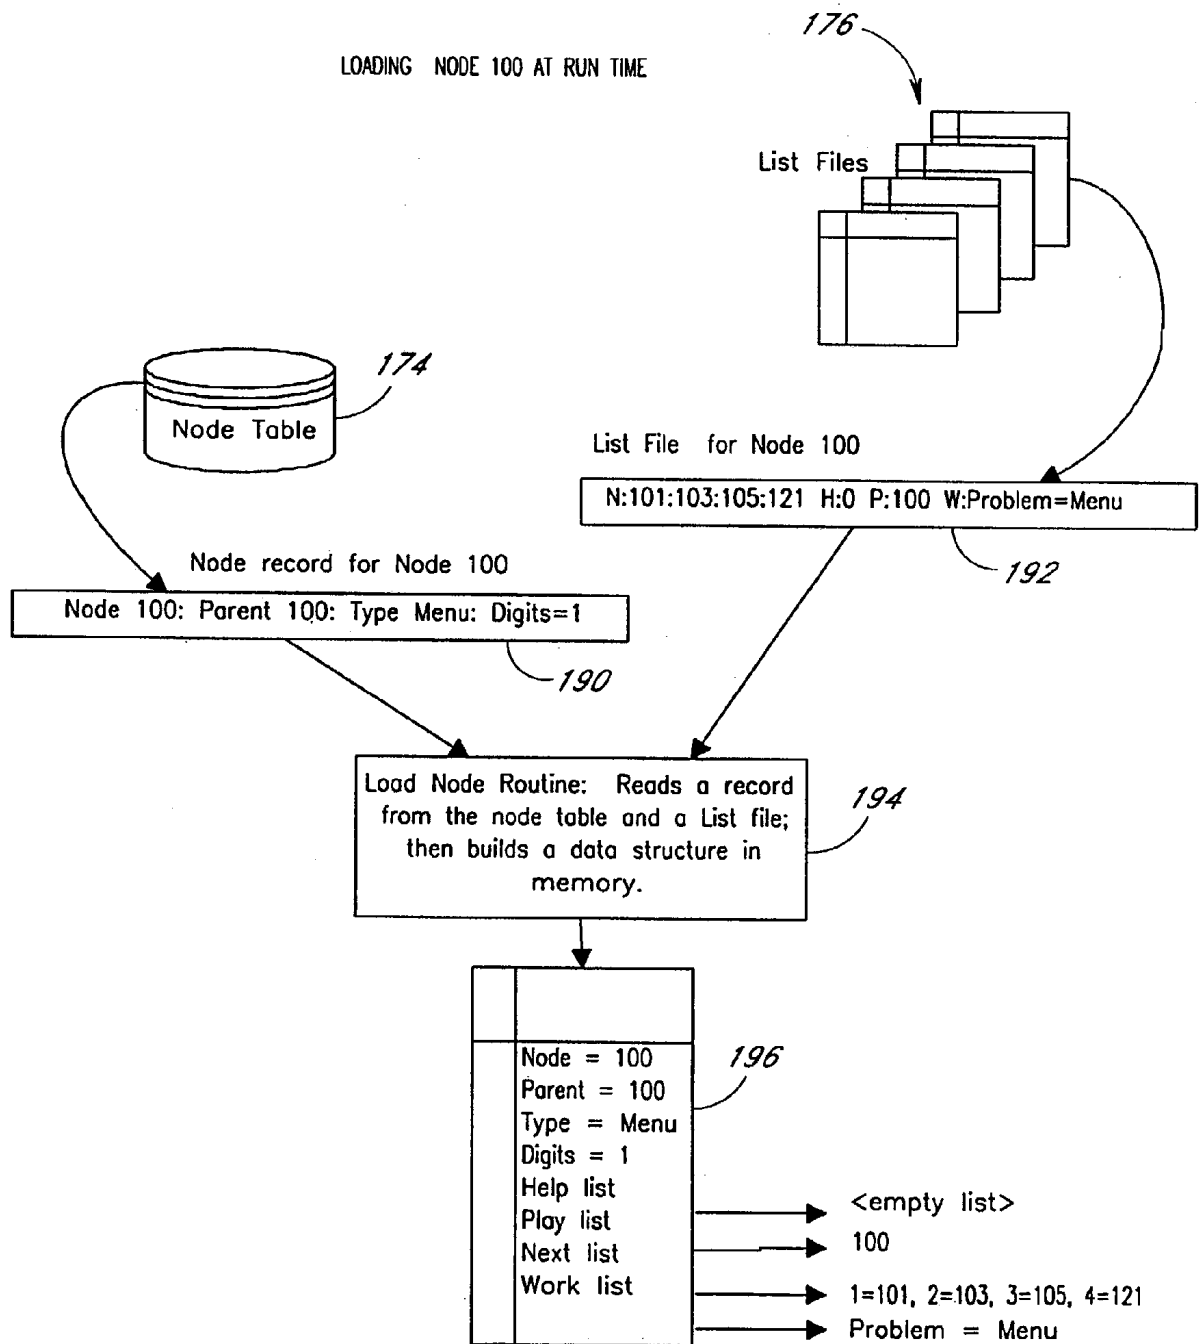 176
LOADING NODE 100 AT RUN TIME
List Files
174
Node Table
List File for Node 100
N:101:103:105:121 H:0 P:100 W:Problem=Menu
192
Node record for Node 100
Node 100: Parent 100: Type Menu: Digits=1
190
Load Node Routine: Reads a record
from the node table and a List file;
then builds a data structure in
memory.
194
Node = 100
Parent = 100
Type = Menu
Digits = 1
Help list
Play list
Next list
Work list
196
<empty list>
100
1=101, 2=103, 3=105, 4=121
Problem = Menu